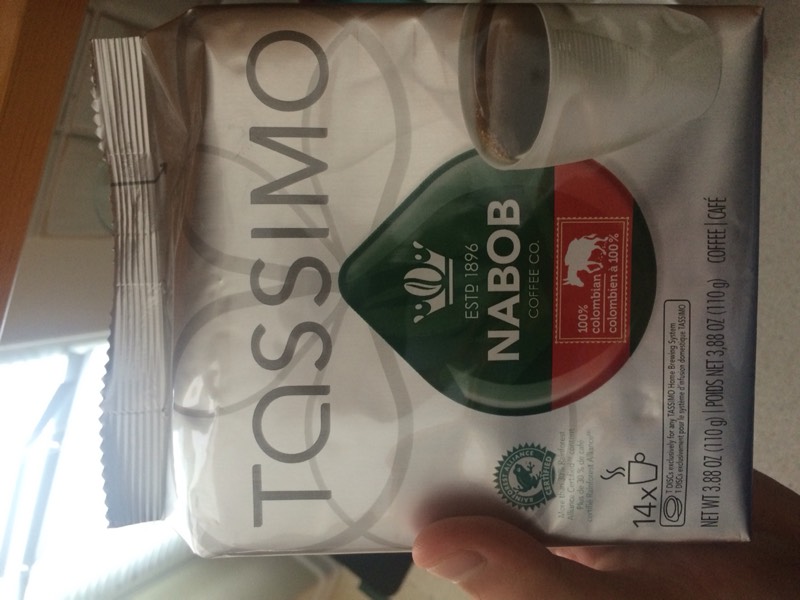 TASSIMO
ESTD 1896
NABOB
COFFEE CO.
100%
colombian
colombien à 100%
RAINFOREST ALLIANCE
CERTIFIED
14x
T DISCs exclusively for any TASSIMO Home Brewing System
T DISCs exclusivement pour le système d'infusion domestique TASSIMO
NET WT 3.88 OZ (110 g) | POIDS NET 3,88 OZ (110 g) COFFEE | CAFÉ